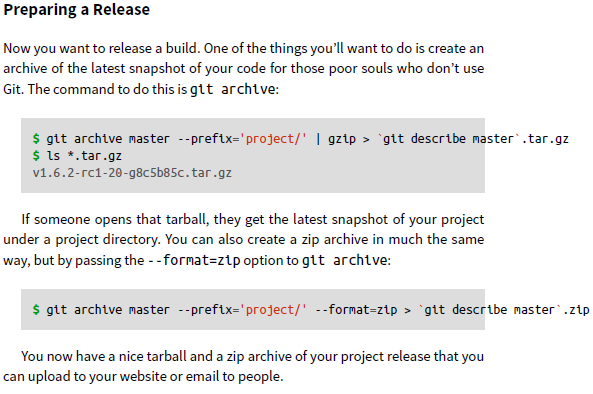 Preparing a Release
Now you want to release a build. One of the things you’ll want to do is create an
archive of the latest snapshot of your code for those poor souls who don’t use
Git. The command to do this is git archive:
$ git archive master --prefix='project/' | gzip > `git describe master`.tar.gz
$ ls *.tar.gz
v1.6.2-rc1-20-g8c5b85c.tar.gz
If someone opens that tarball, they get the latest snapshot of your project
under a project directory. You can also create a zip archive in much the same
way, but by passing the --format=zip option to git archive:
$ git archive master --prefix='project/' --format=zip > `git describe master`.zip
You now have a nice tarball and a zip archive of your project release that you
can upload to your website or email to people.